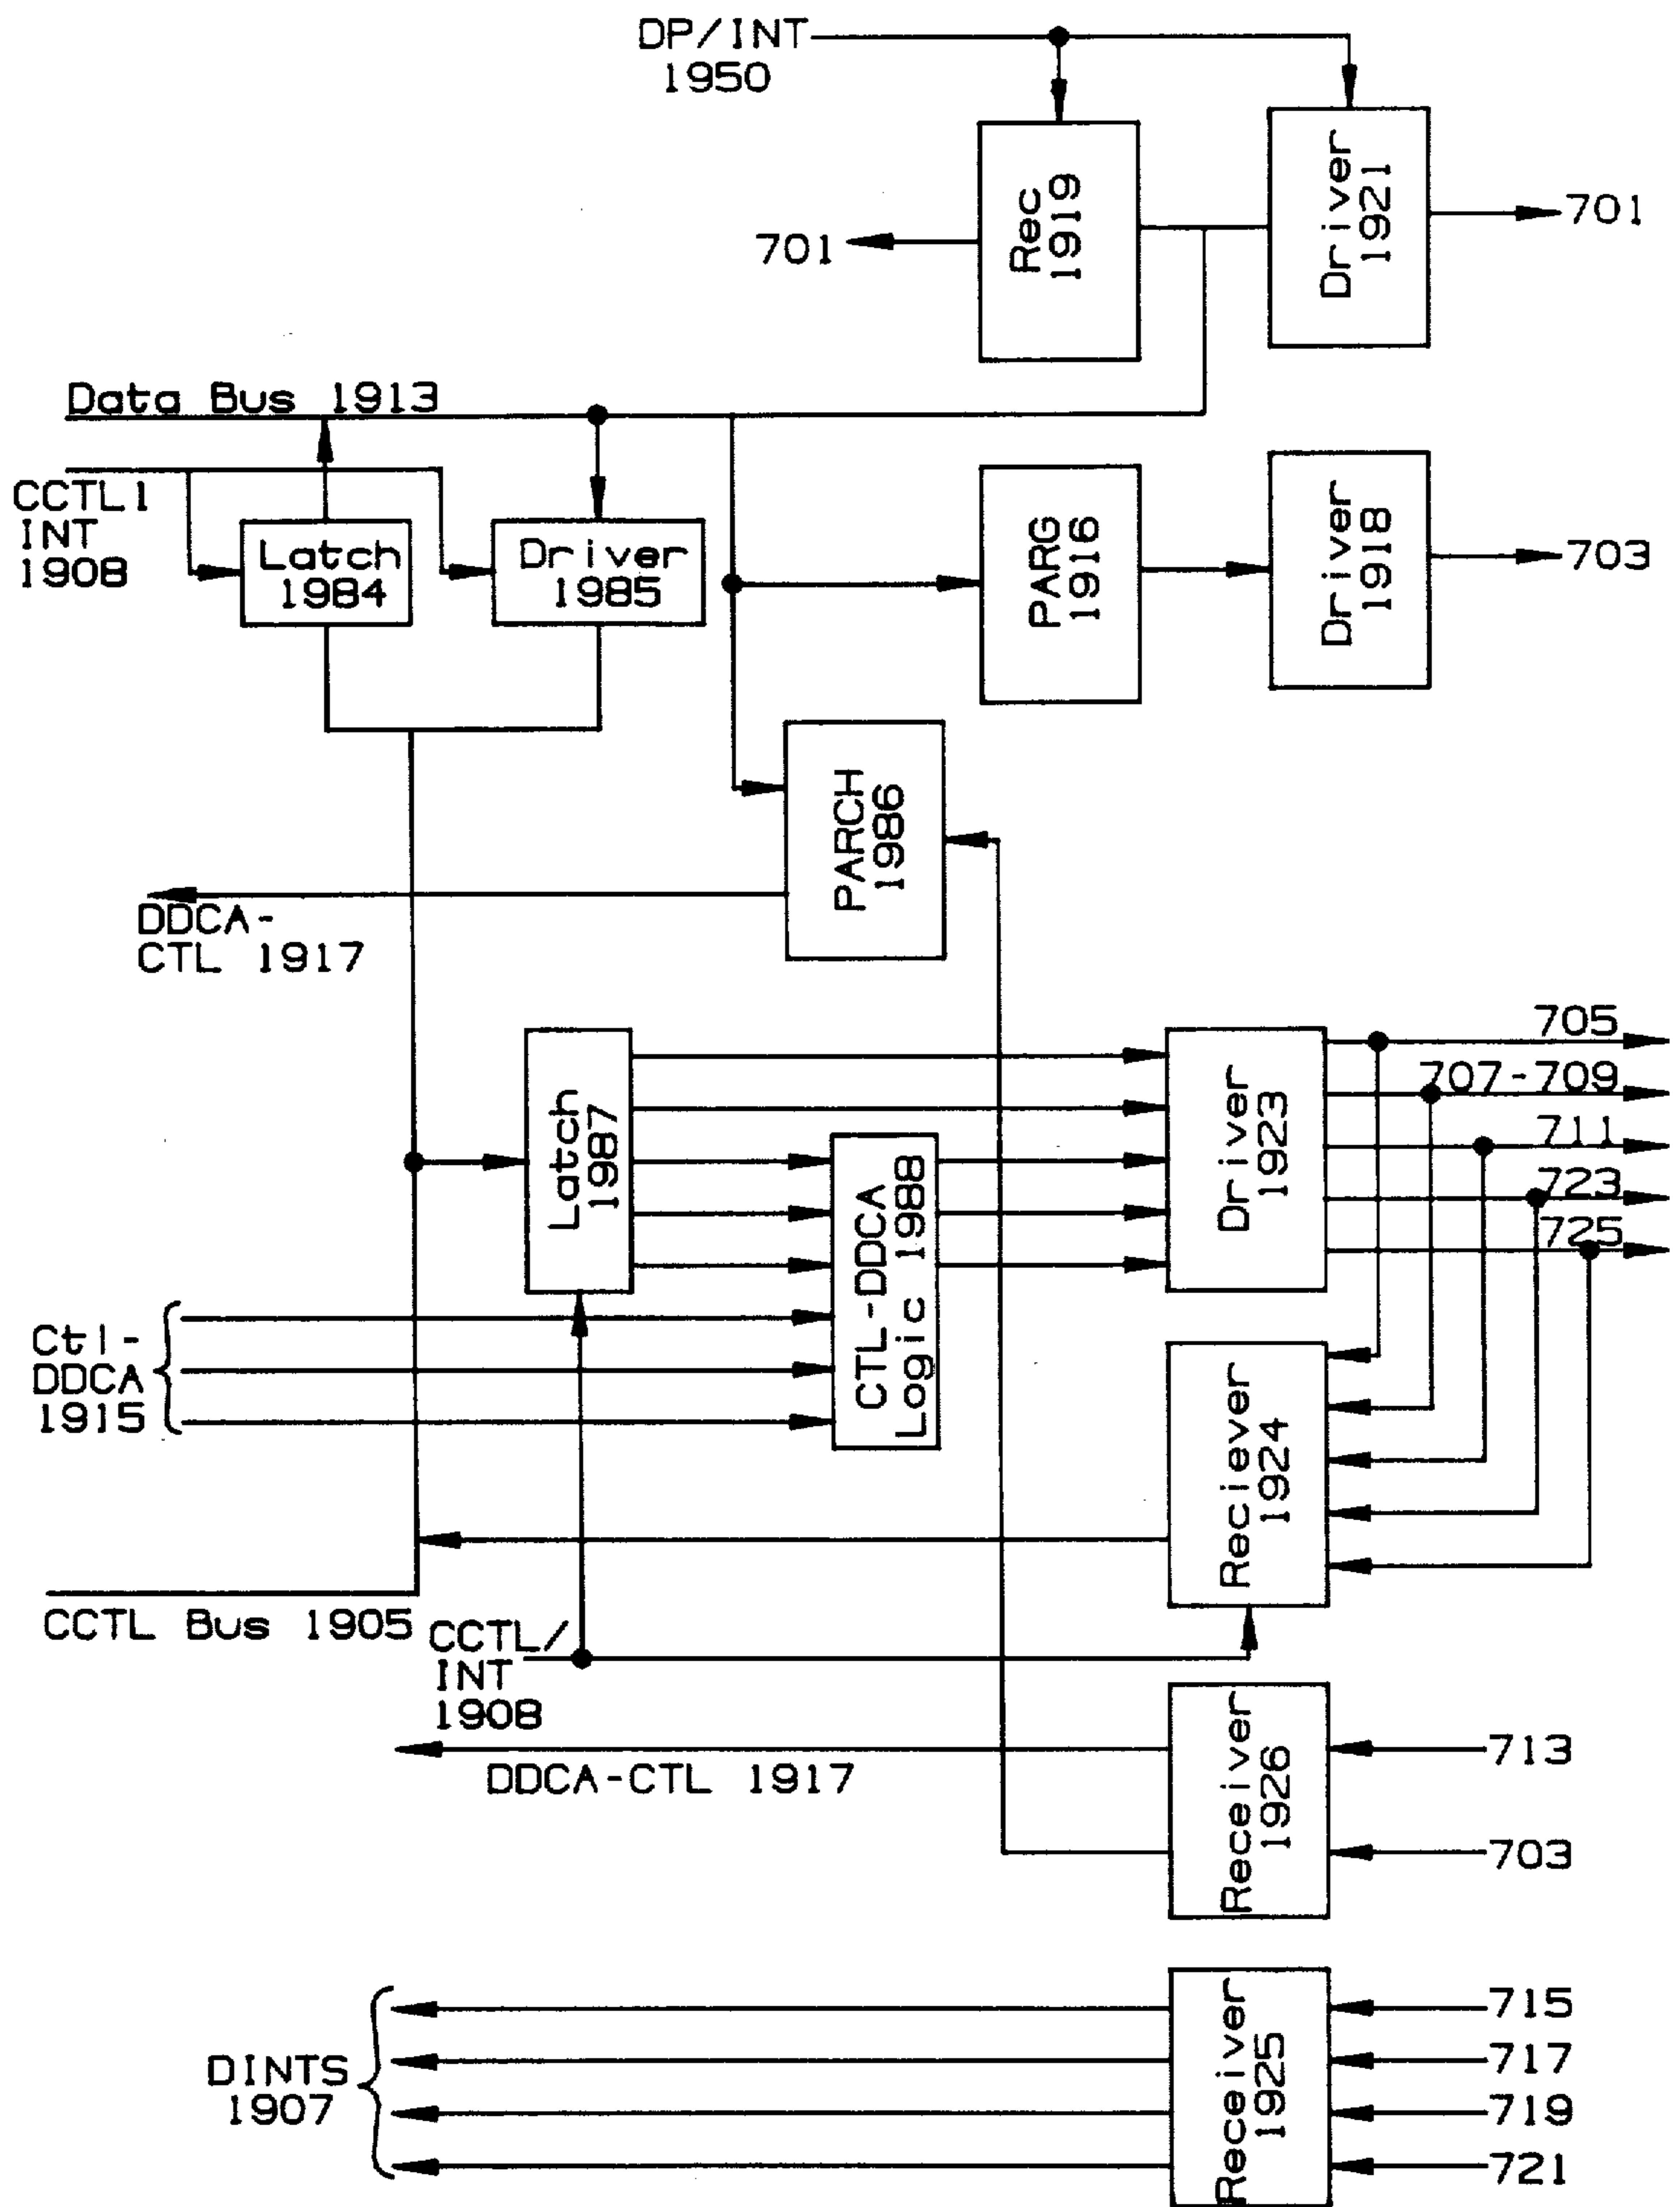 DP/INT
1950
Rec
1919
Driver
1921
701
701
Data Bus 1913
CCTL1
INT
1908
Latch
1984
Driver
1985
PARG
1916
Driver
1918
703
PARCH
1986
DDCA-
CTL 1917
Latch
1987
CTL-DDCA
Logic 1988
Driver
1923
705
707-709
711
723
725
Ctl-
DDCA
1915
Reciever
1924
CCTL Bus 1905
CCTL/
INT
1908
DDCA-CTL 1917
Receiver
1926
713
703
DINTS
1907
Receiver
1925
715
717
719
721